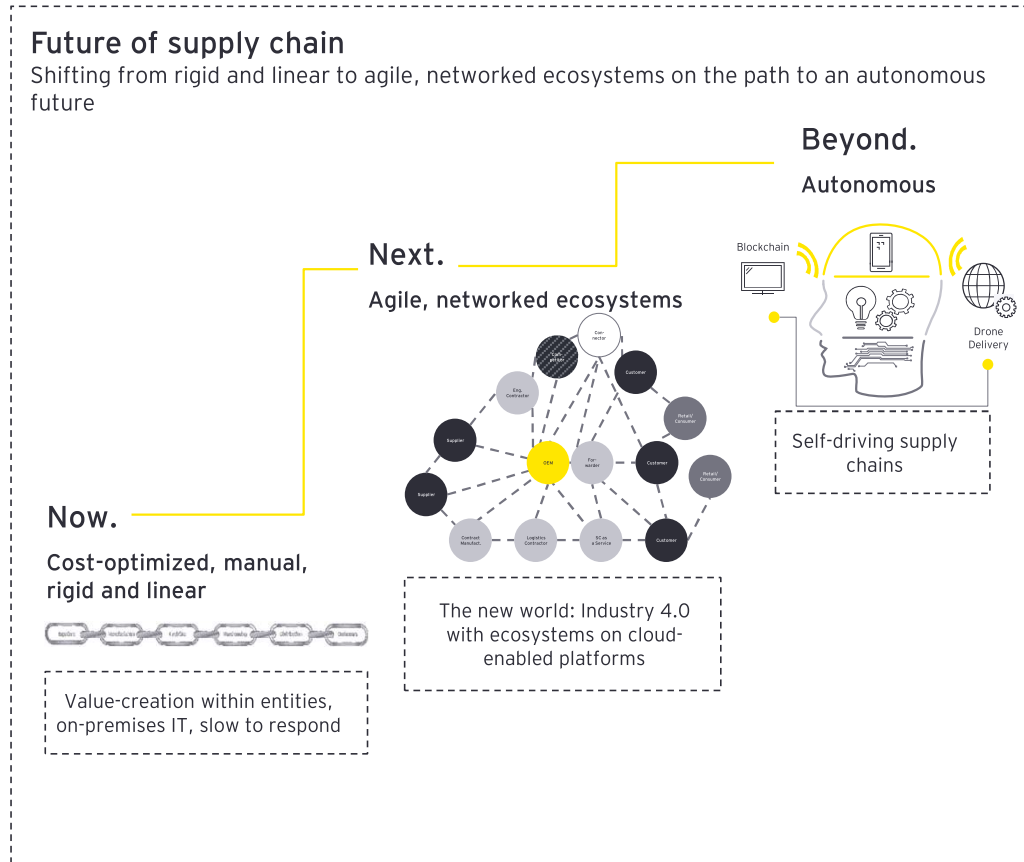 Future of supply chain
Shifting from rigid and linear to agile, networked ecosystems on the path to an autonomous
future
Beyond.
Autonomous
Blockchain
Drone
Delivery
Self-driving supply
chains
Next.
Agile, networked ecosystems
Con-
nector
Customer
Eng.
Contractor
Retail/
Consumer
Supplier
OEM
For-
warder
Customer
Retail/
Consumer
Supplier
Contract
Manufact.
Logistics
Contractor
SC as
a Service
Customer
The new world: Industry 4.0
with ecosystems on cloud-
enabled platforms
Now.
Cost-optimized, manual,
rigid and linear
Value-creation within entities,
on-premises IT, slow to respond